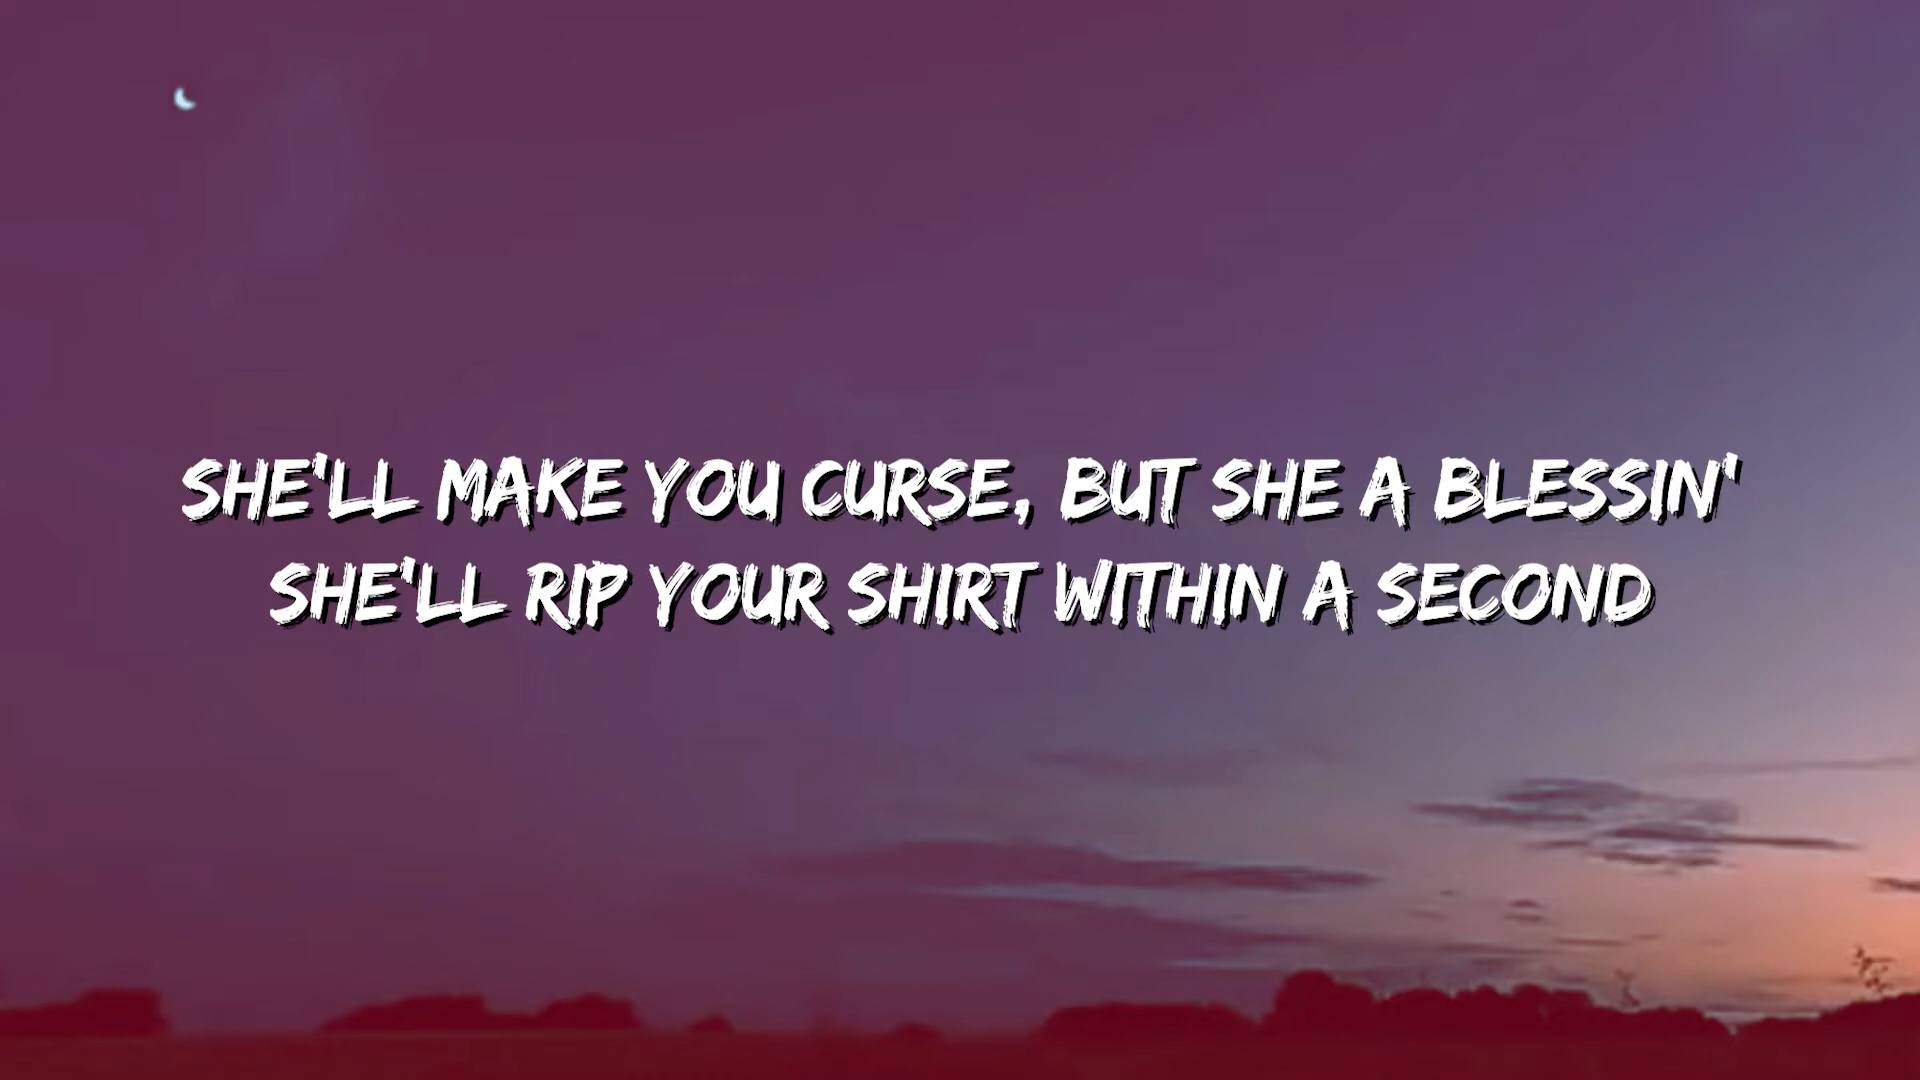 SHE'LL MAKE YOU CURSE, BUT SHE A BLESSIN'
SHE'LL RIP YOUR SHIRT WITHIN A SECOND